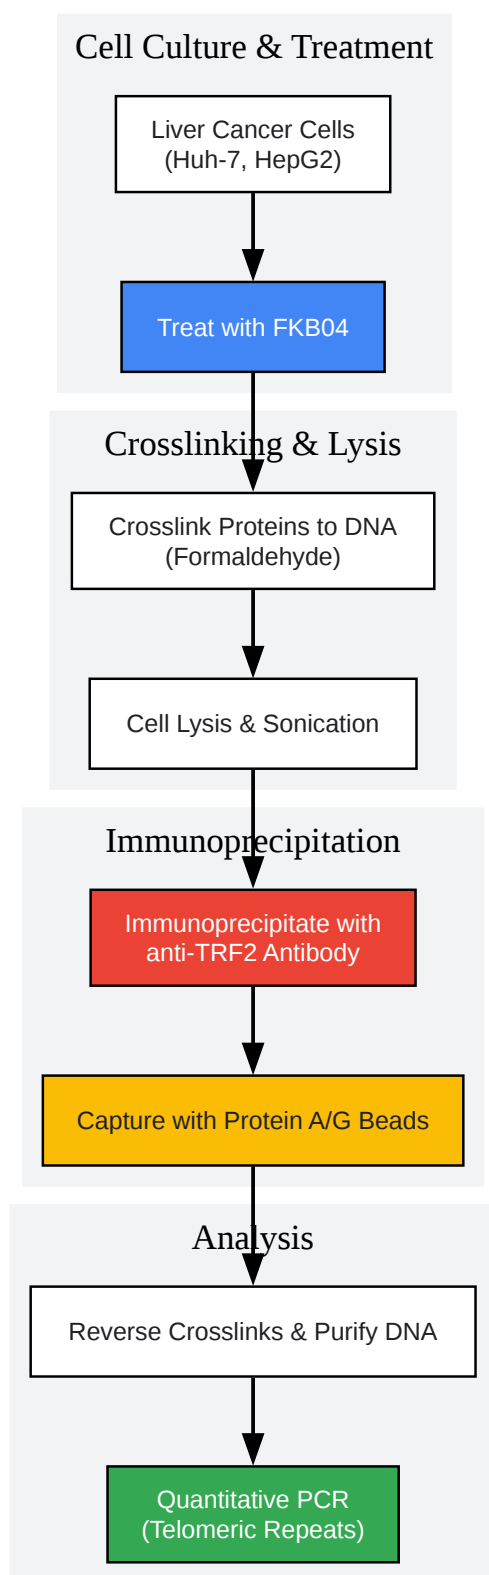 Cell Culture & Treatment
Liver Cancer Cells
(Huh-7, HepG2)
Treat with FKB04
Crosslinking & Lysis
Crosslink Proteins to DNA
(Formaldehyde)
Cell Lysis & Sonication
Immunoprecipitation
Immunoprecipitate with
anti-TRF2 Antibody
Capture with Protein A/G Beads
Analysis
Reverse Crosslinks & Purify DNA
Quantitative PCR
(Telomeric Repeats)